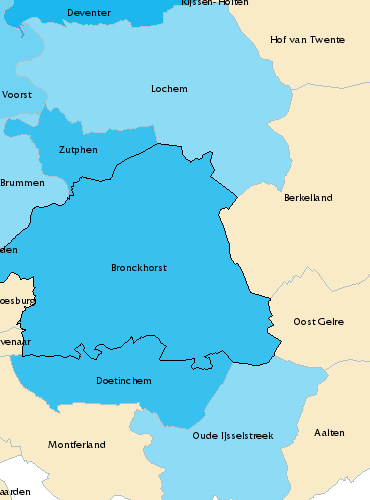 Rijssen-Holten
Deventer
Hof van Twente
Lochem
Voorst
Zutphen
Brummen
Berkelland
den
Bronckhorst
oesburg
Oost Gelre
venaar
Doetinchem
Aalten
Oude IJsselstreek
Montferland
aarden